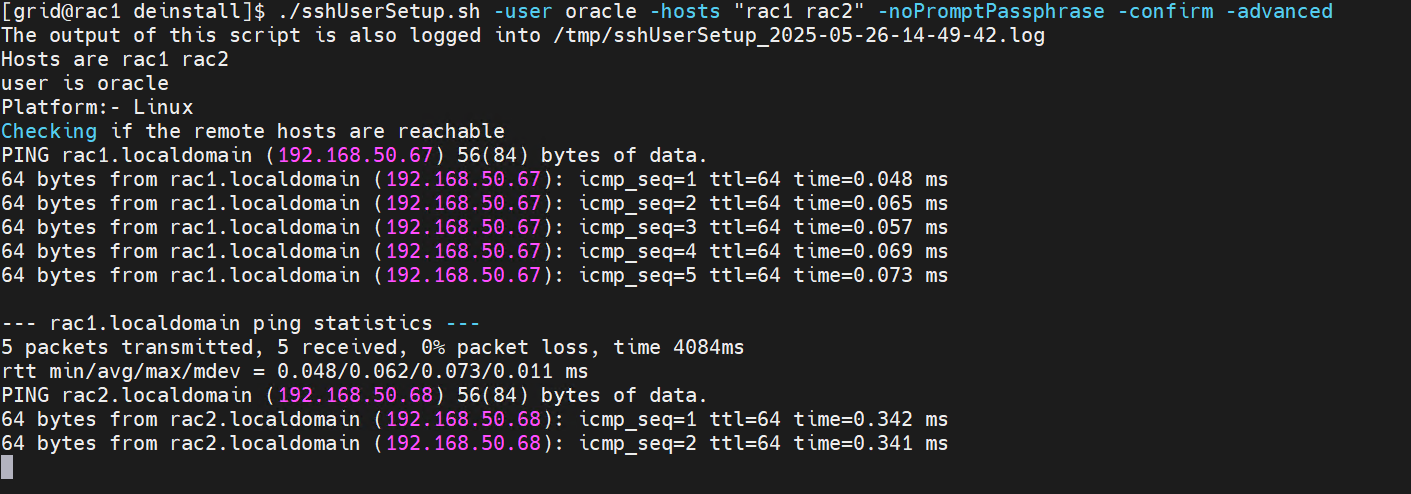 [grid@rac1 deinstall]$ ./sshUserSetup.sh -user oracle -hosts "rac1 rac2" -noPromptPassphrase -confirm -advanced
The output of this script is also logged into /tmp/sshUserSetup_2025-05-26-14-49-42.log
Hosts are rac1 rac2
user is oracle
Platform:- Linux
Checking if the remote hosts are reachable
PING rac1.localdomain (192.168.50.67) 56(84) bytes of data.
64 bytes from rac1.localdomain (192.168.50.67): icmp_seq=1 ttl=64 time=0.048 ms
64 bytes from rac1.localdomain (192.168.50.67): icmp_seq=2 ttl=64 time=0.065 ms
64 bytes from rac1.localdomain (192.168.50.67): icmp_seq=3 ttl=64 time=0.057 ms
64 bytes from rac1.localdomain (192.168.50.67): icmp_seq=4 ttl=64 time=0.069 ms
64 bytes from rac1.localdomain (192.168.50.67): icmp_seq=5 ttl=64 time=0.073 ms

--- rac1.localdomain ping statistics ---
5 packets transmitted, 5 received, 0% packet loss, time 4084ms
rtt min/avg/max/mdev = 0.048/0.062/0.073/0.011 ms
PING rac2.localdomain (192.168.50.68) 56(84) bytes of data.
64 bytes from rac2.localdomain (192.168.50.68): icmp_seq=1 ttl=64 time=0.342 ms
64 bytes from rac2.localdomain (192.168.50.68): icmp_seq=2 ttl=64 time=0.341 ms